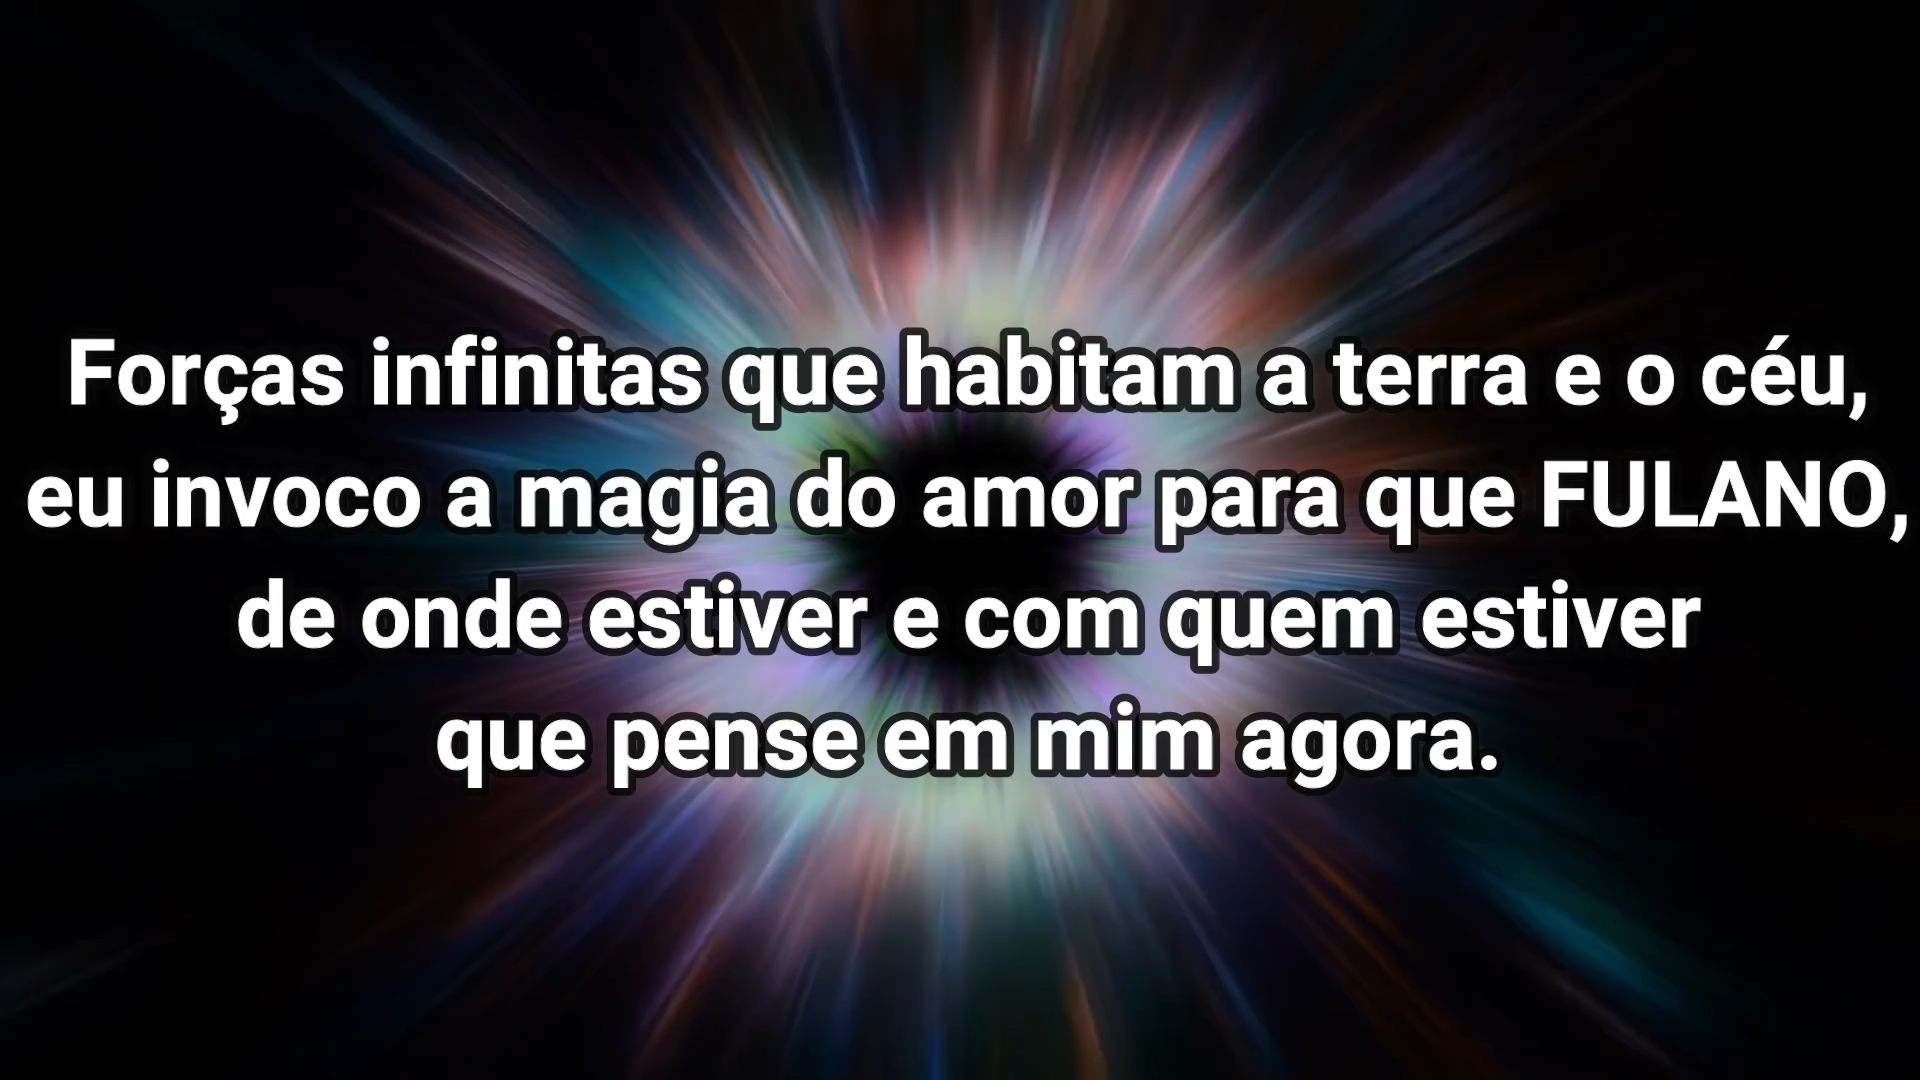 Forças infinitas que habitam a terra e o céu,
eu invoco a magia do amor para que FULANO,
de onde estiver e com quem estiver
que pense em mim agora.